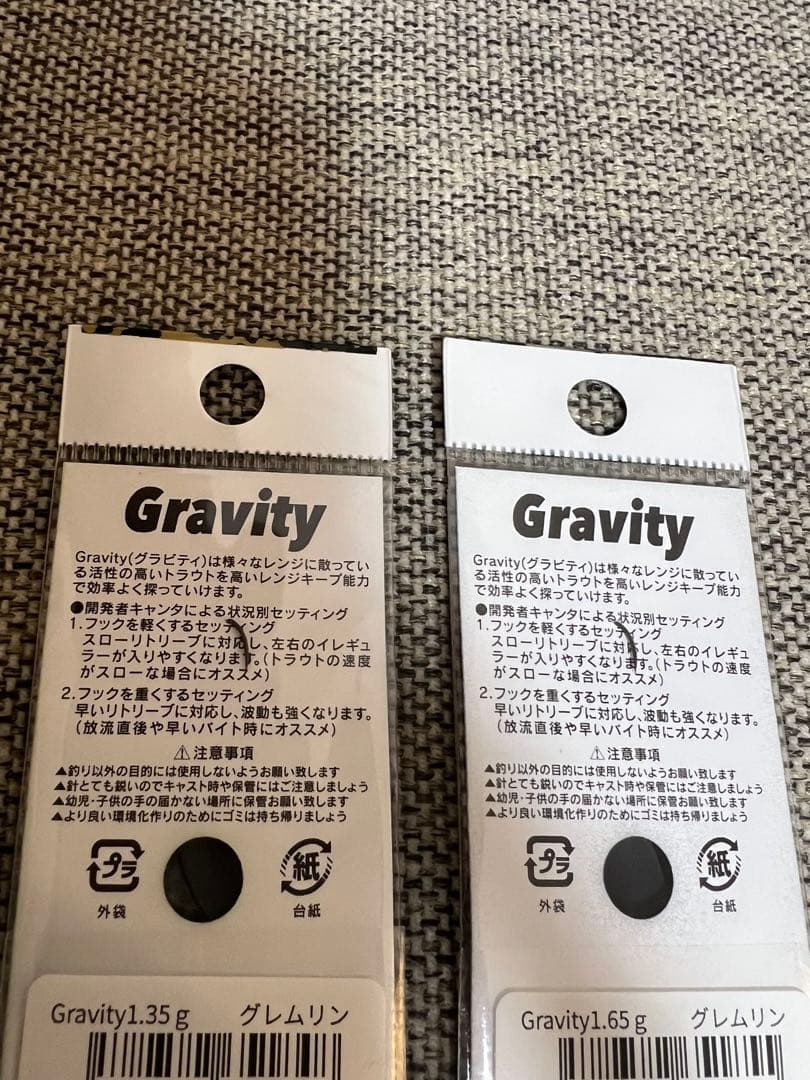 Gravity
Gravity(グラビティ)は様々なレンジに散ってい
る活性の高いトラウトを高いレンジキープ能力
で効率よく探っていけます。
●開発者キャンタによる状況別セッティング
1.フックを軽くするセッティング
スローリトリーブに対応し、左右のイレギュ
ラーが入りやすくなります。(トラウトの速度
がスローな場合にオススメ)
2.フックを重くするセッティング
早いリトリーブに対応し、波動も強くなります。
(放流直後や早いバイト時にオススメ)
⚠注意事項
▲釣り以外の目的には使用しないようお願い致します
▲針とても鋭いのでキャスト時や保管にはご注意しましょう
▲幼児・子供の手の届かない場所に保管お願い致します
▲より良い環境化作りのためにゴミは持ち帰りましょう
プラ
外袋
紙
台紙
Gravity1.35g グレムリン
Gravity
Gravity(グラビティ)は様々なレンジに散ってい
る活性の高いトラウトを高いレンジキープ能力
で効率よく探っていけます。
●開発者キャンタによる状況別セッティング
1.フックを軽くするセッティング
スローリトリーブに対応し、左右のイレギュ
ラーが入りやすくなります。(トラウトの速度
がスローな場合にオススメ)
2.フックを重くするセッティング
早いリトリーブに対応し、波動も強くなります。
(放流直後や早いバイト時にオススメ)
⚠注意事項
▲釣り以外の目的には使用しないようお願い致します
▲針とても鋭いのでキャスト時や保管にはご注意しましょう
▲幼児・子供の手の届かない場所に保管お願い致します
▲より良い環境化作りのためにゴミは持ち帰りましょう
プラ
外袋
紙
台紙
Gravity1.65g グレムリン